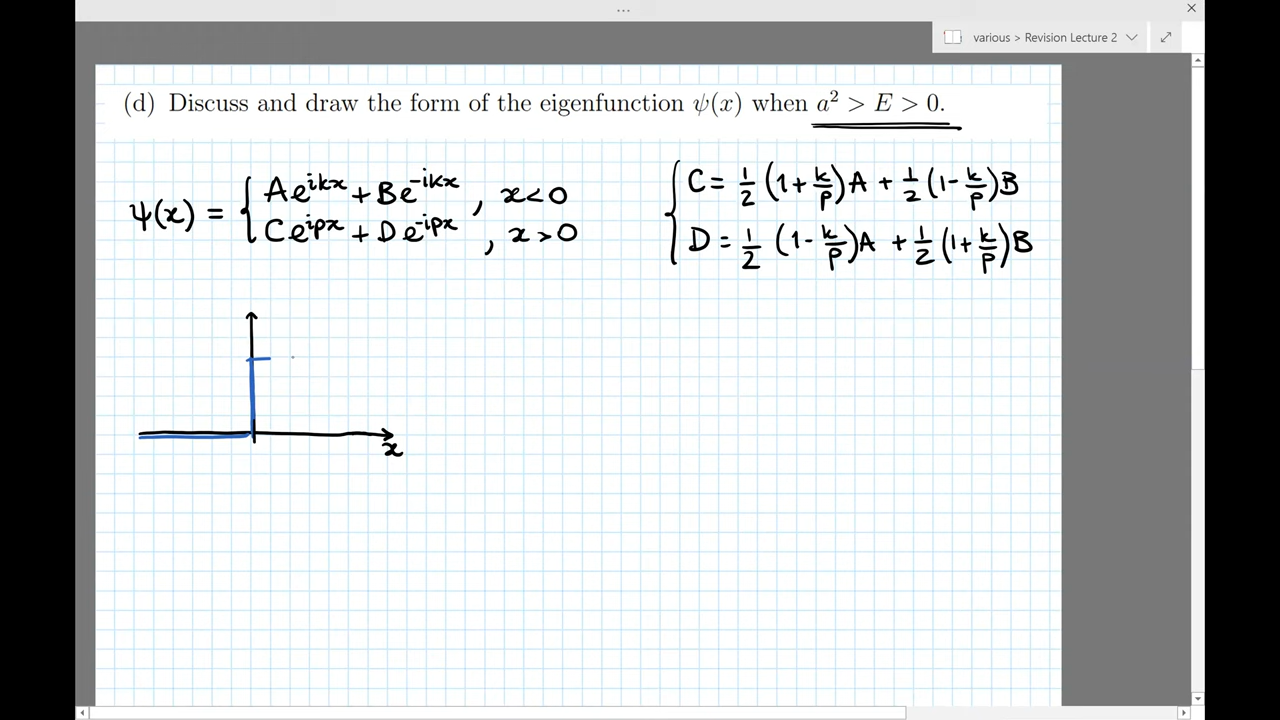 various > Revision Lecture 2
(d) Discuss and draw the form of the eigenfunction ψ(x) when a² > E > 0.
ψ(x) = { Ae^{ikx} + Be^{-ikx} , x < 0
Ce^{ipx} + De^{-ipx} , x > 0
{ C = 1/2 (1 + k/p) A + 1/2 (1 - k/p) B
D = 1/2 (1 - k/p) A + 1/2 (1 + k/p) B
x